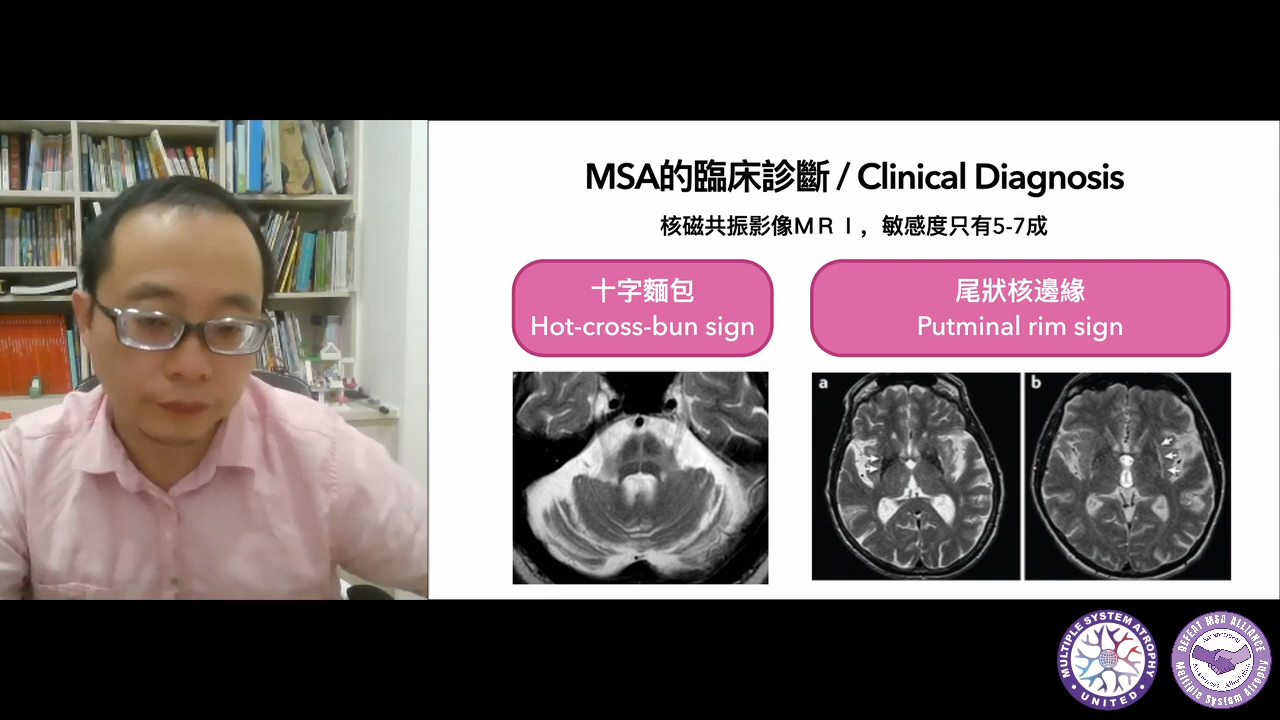 MSA的臨床診斷 / Clinical Diagnosis
核磁共振影像ＭＲＩ，敏感度只有5-7成
十字麵包
Hot-cross-bun sign
尾狀核邊緣
Putminal rim sign
a
b
MULTIPLE SYSTEM ATROPHY
UNITED
DEFEAT MSA ALLIANCE
Multiple System Atrophy